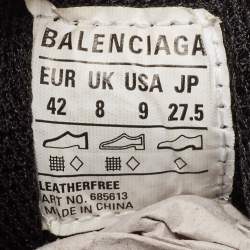 BALENCIAGA
EUR UK USA JP
42 8 9 27.5
LEATHERFREE
ART NO. 685613
MADE IN CHINA